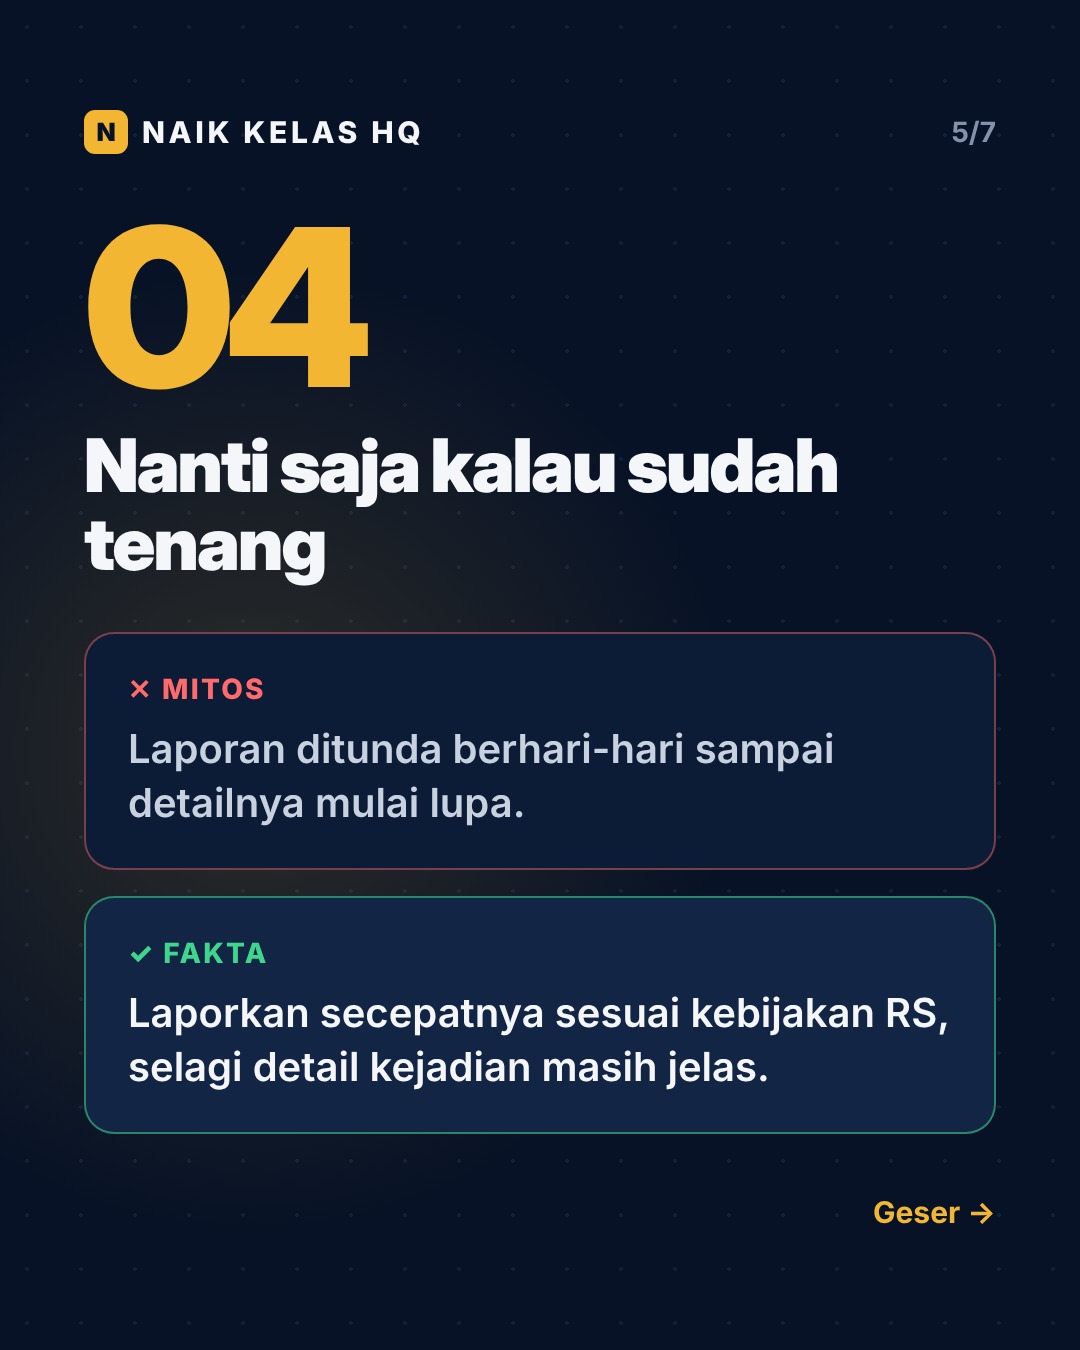 N NAIK KELAS HQ
5/7
04
Nanti saja kalau sudah
tenang
✕ MITOS
Laporan ditunda berhari-hari sampai
detailnya mulai lupa.
✓ FAKTA
Laporkan secepatnya sesuai kebijakan RS,
selagi detail kejadian masih jelas.
Geser →